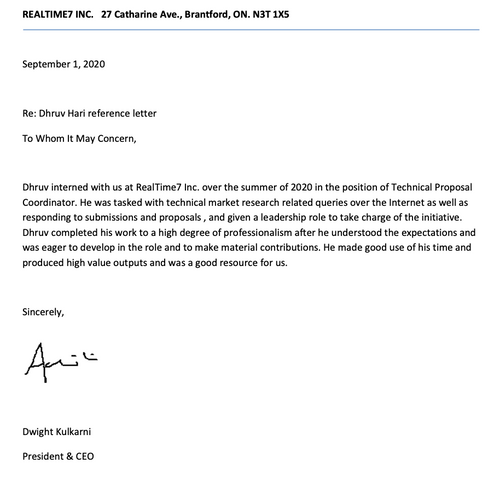 REALTIME7 INC.   27 Catharine Ave., Brantford, ON. N3T 1X5
September 1, 2020
Re: Dhruv Hari reference letter
To Whom It May Concern,
Dhruv interned with us at RealTime7 Inc. over the summer of 2020 in the position of Technical Proposal
Coordinator. He was tasked with technical market research related queries over the Internet as well as
responding to submissions and proposals , and given a leadership role to take charge of the initiative.
Dhruv completed his work to a high degree of professionalism after he understood the expectations and
was eager to develop in the role and to make material contributions. He made good use of his time and
produced high value outputs and was a good resource for us.
Sincerely,
Dwight Kulkarni
President & CEO